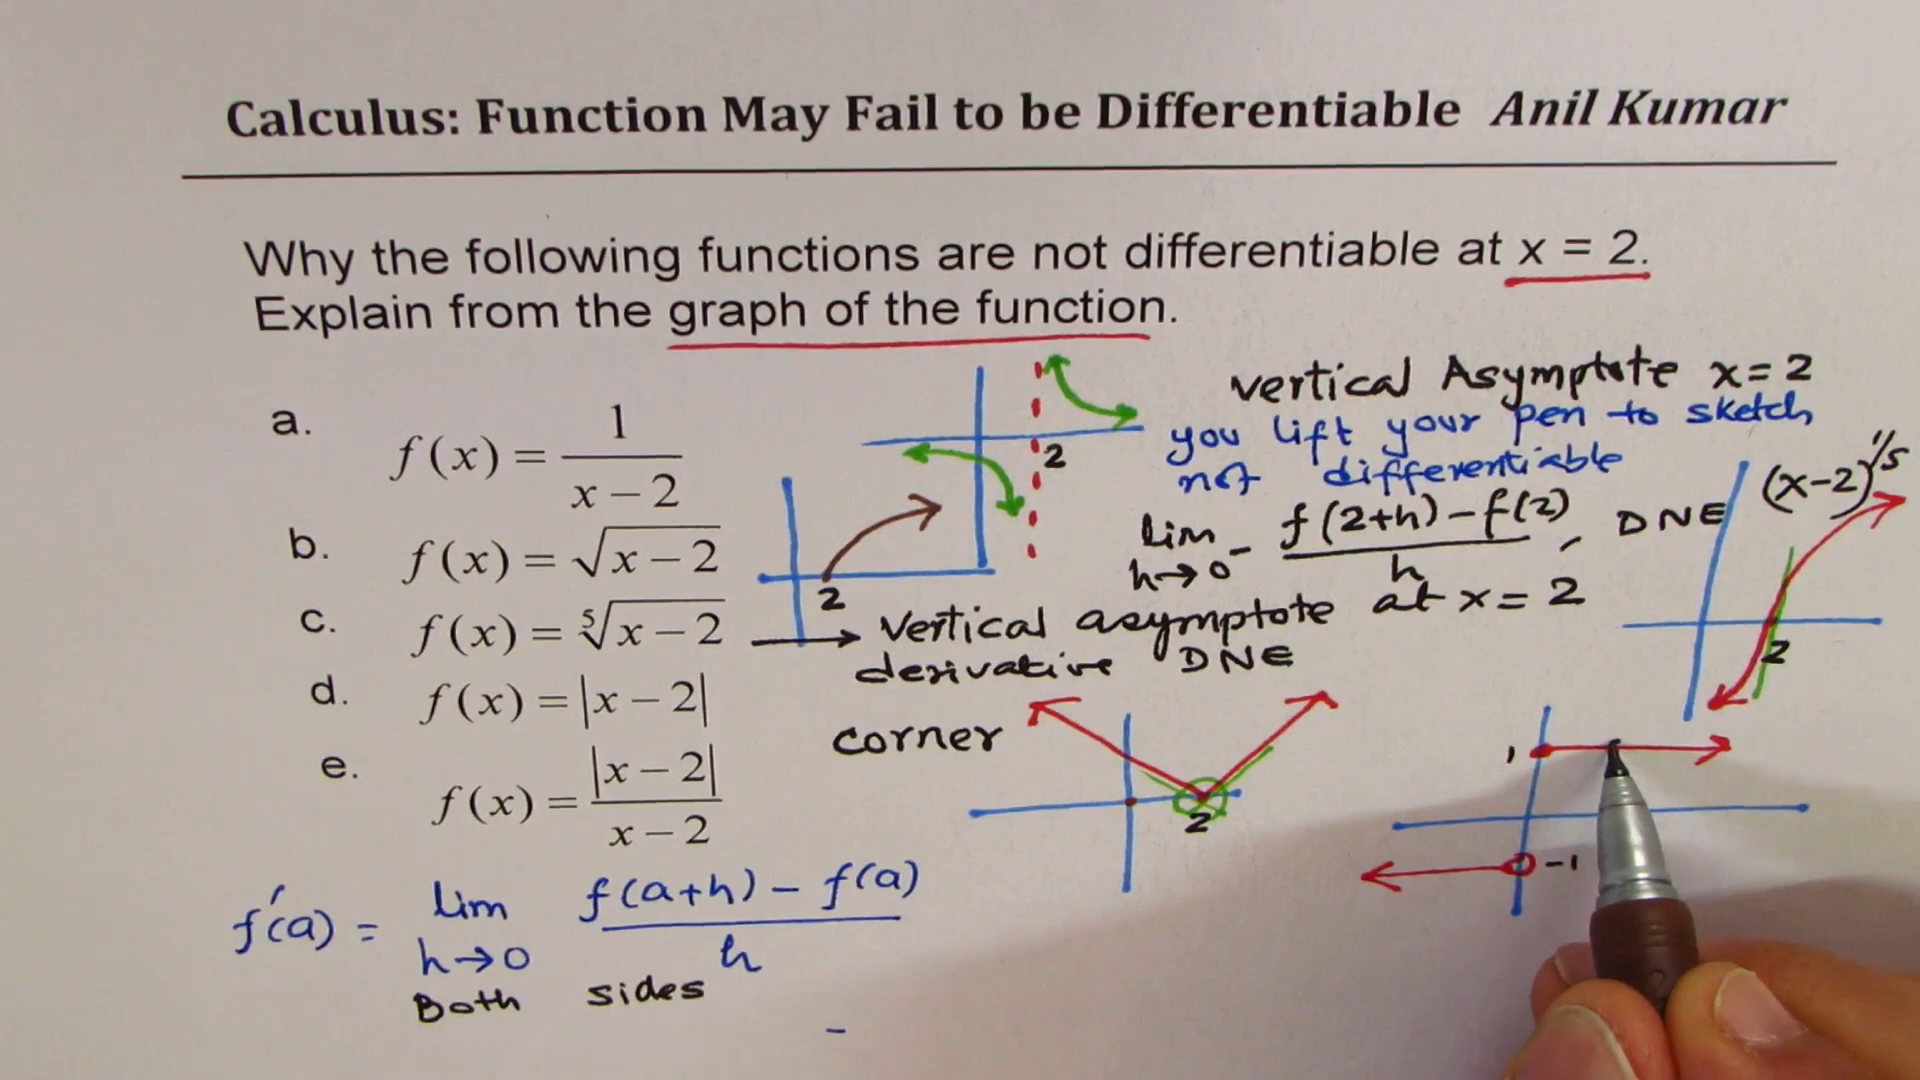 Calculus: Function May Fail to be Differentiable Anil Kumar
Why the following functions are not differentiable at x = 2.
Explain from the graph of the function.
a. f(x) = 1/(x − 2)
b. f(x) = √(x − 2)
c. f(x) = ⁵√(x − 2)
d. f(x) = |x − 2|
e. f(x) = |x − 2|/(x − 2)
f'(a) = lim h→0 (f(a+h) − f(a))/h
Both sides
−
2
2
vertical Asymptote x = 2
you lift your pen to sketch
not differentiable
lim h→0⁻ (f(2+h) − f(2))/h, DNE
(x−2)^1/5
2
Vertical asymptote at x = 2
derivative DNE
corner
2
1
−1